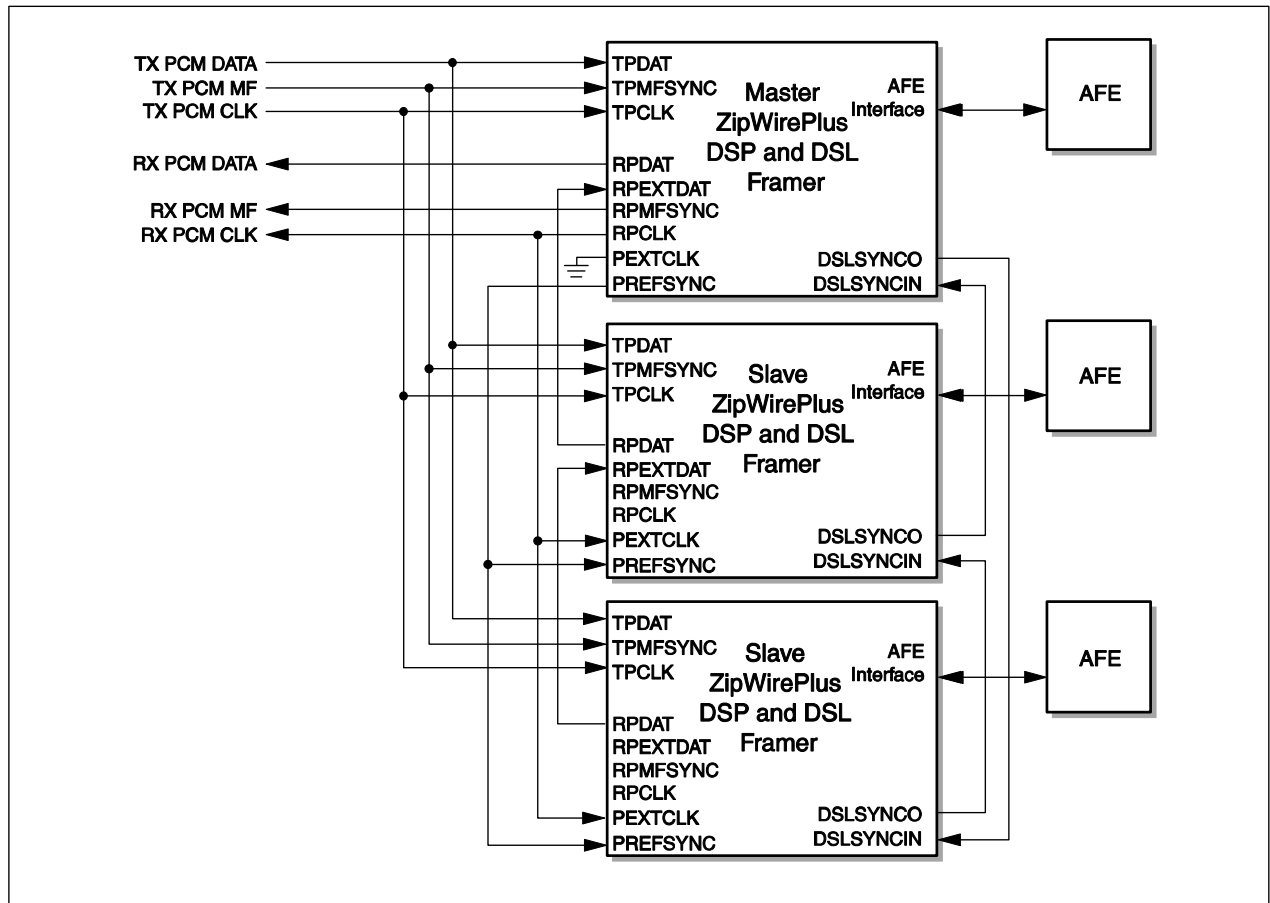 TX PCM DATA
TX PCM MF
TX PCM CLK
RX PCM DATA
RX PCM MF
RX PCM CLK
TPDAT
TPMFSYNC
TPCLK
RPDAT
RPEXTDAT
RPMFSYNC
RPCLK
PEXTCLK
PREFSYNC
Master
ZipWirePlus
DSP and DSL
Framer
AFE
Interface
DSLSYNCO
DSLSYNCIN
AFE
TPDAT
TPMFSYNC
TPCLK
RPDAT
RPEXTDAT
RPMFSYNC
RPCLK
PEXTCLK
PREFSYNC
Slave
ZipWirePlus
DSP and DSL
Framer
AFE
Interface
DSLSYNCO
DSLSYNCIN
AFE
TPDAT
TPMFSYNC
TPCLK
RPDAT
RPEXTDAT
RPMFSYNC
RPCLK
PEXTCLK
PREFSYNC
Slave
ZipWirePlus
DSP and DSL
Framer
AFE
Interface
DSLSYNCO
DSLSYNCIN
AFE